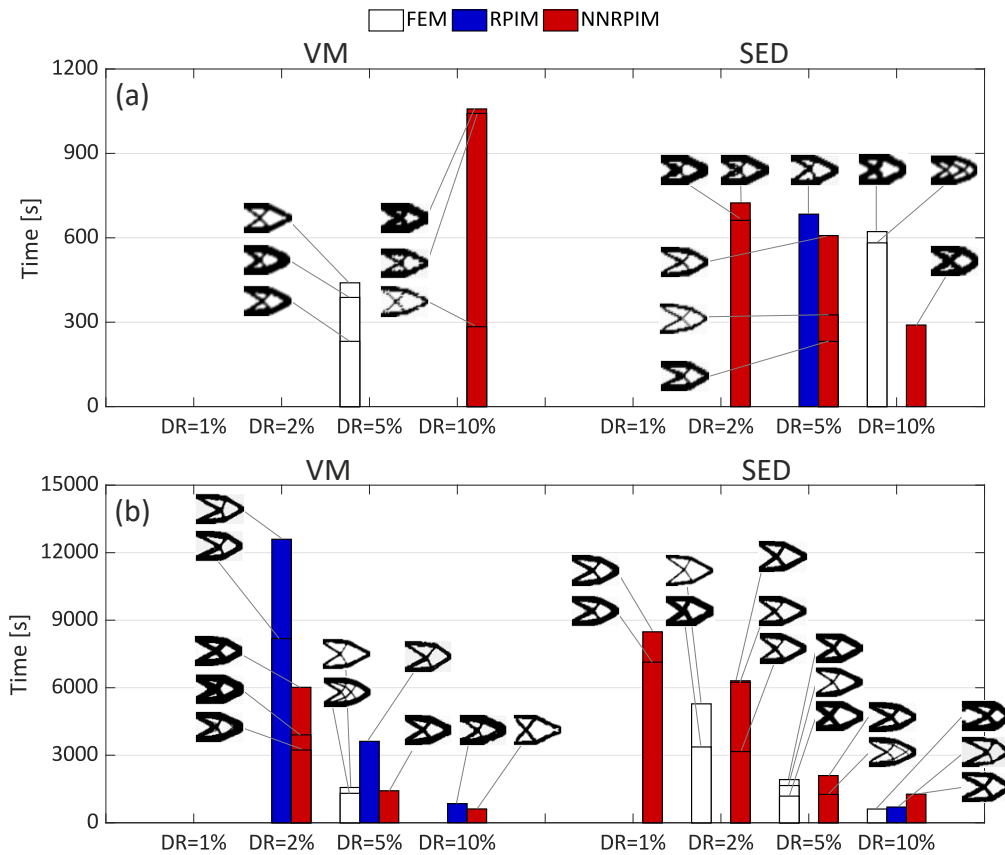 FEM RPIM NNRPIM
VM SED
(a)
1200
900
600
300
0
Time [s]
DR=1% DR=2% DR=5% DR=10% DR=1% DR=2% DR=5% DR=10%
VM SED
(b)
15000
12000
9000
6000
3000
0
Time [s]
DR=1% DR=2% DR=5% DR=10% DR=1% DR=2% DR=5% DR=10%